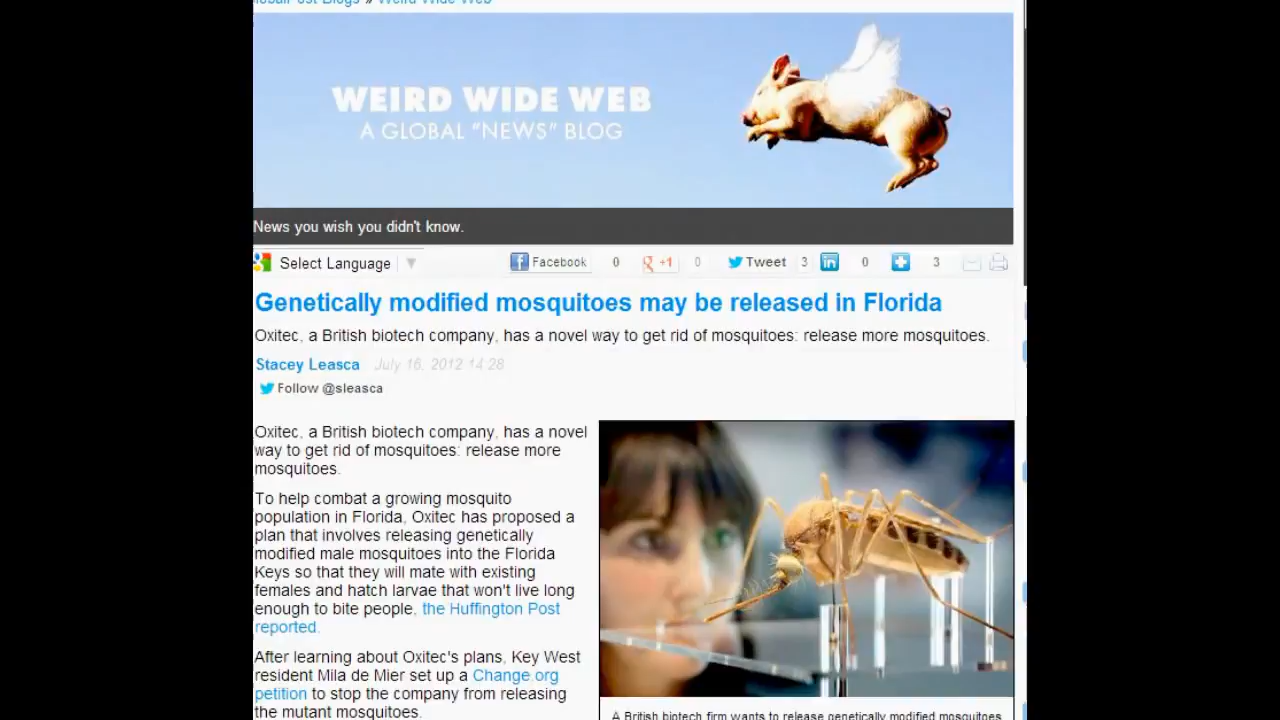 GlobalPost Blogs » Weird Wide Web
WEIRD WIDE WEB
A GLOBAL "NEWS" BLOG
News you wish you didn't know.
Select Language ▼
Facebook 0 +1 0 Tweet 3 0 3
Genetically modified mosquitoes may be released in Florida
Oxitec, a British biotech company, has a novel way to get rid of mosquitoes: release more mosquitoes.
Stacey Leasca July 16, 2012 14:28
Follow @sleasca
Oxitec, a British biotech company, has a novel
way to get rid of mosquitoes: release more
mosquitoes.
To help combat a growing mosquito
population in Florida, Oxitec has proposed a
plan that involves releasing genetically
modified male mosquitoes into the Florida
Keys so that they will mate with existing
females and hatch larvae that won't live long
enough to bite people, the Huffington Post
reported.
After learning about Oxitec's plans, Key West
resident Mila de Mier set up a Change.org
petition to stop the company from releasing
the mutant mosquitoes.
A British biotech firm wants to release genetically modified mosquitoes